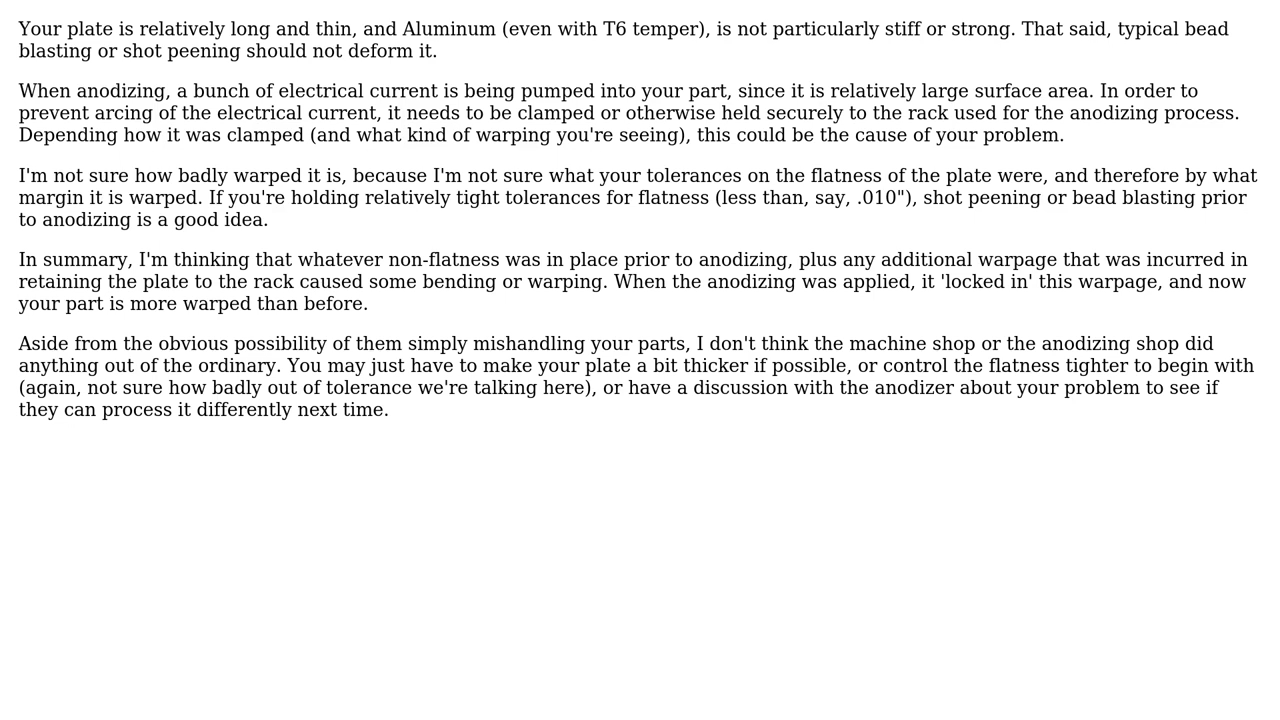 Your plate is relatively long and thin, and Aluminum (even with T6 temper), is not particularly stiff or strong. That said, typical bead
blasting or shot peening should not deform it.
When anodizing, a bunch of electrical current is being pumped into your part, since it is relatively large surface area. In order to
prevent arcing of the electrical current, it needs to be clamped or otherwise held securely to the rack used for the anodizing process.
Depending how it was clamped (and what kind of warping you're seeing), this could be the cause of your problem.
I'm not sure how badly warped it is, because I'm not sure what your tolerances on the flatness of the plate were, and therefore by what
margin it is warped. If you're holding relatively tight tolerances for flatness (less than, say, .010"), shot peening or bead blasting prior
to anodizing is a good idea.
In summary, I'm thinking that whatever non-flatness was in place prior to anodizing, plus any additional warpage that was incurred in
retaining the plate to the rack caused some bending or warping. When the anodizing was applied, it 'locked in' this warpage, and now
your part is more warped than before.
Aside from the obvious possibility of them simply mishandling your parts, I don't think the machine shop or the anodizing shop did
anything out of the ordinary. You may just have to make your plate a bit thicker if possible, or control the flatness tighter to begin with
(again, not sure how badly out of tolerance we're talking here), or have a discussion with the anodizer about your problem to see if
they can process it differently next time.